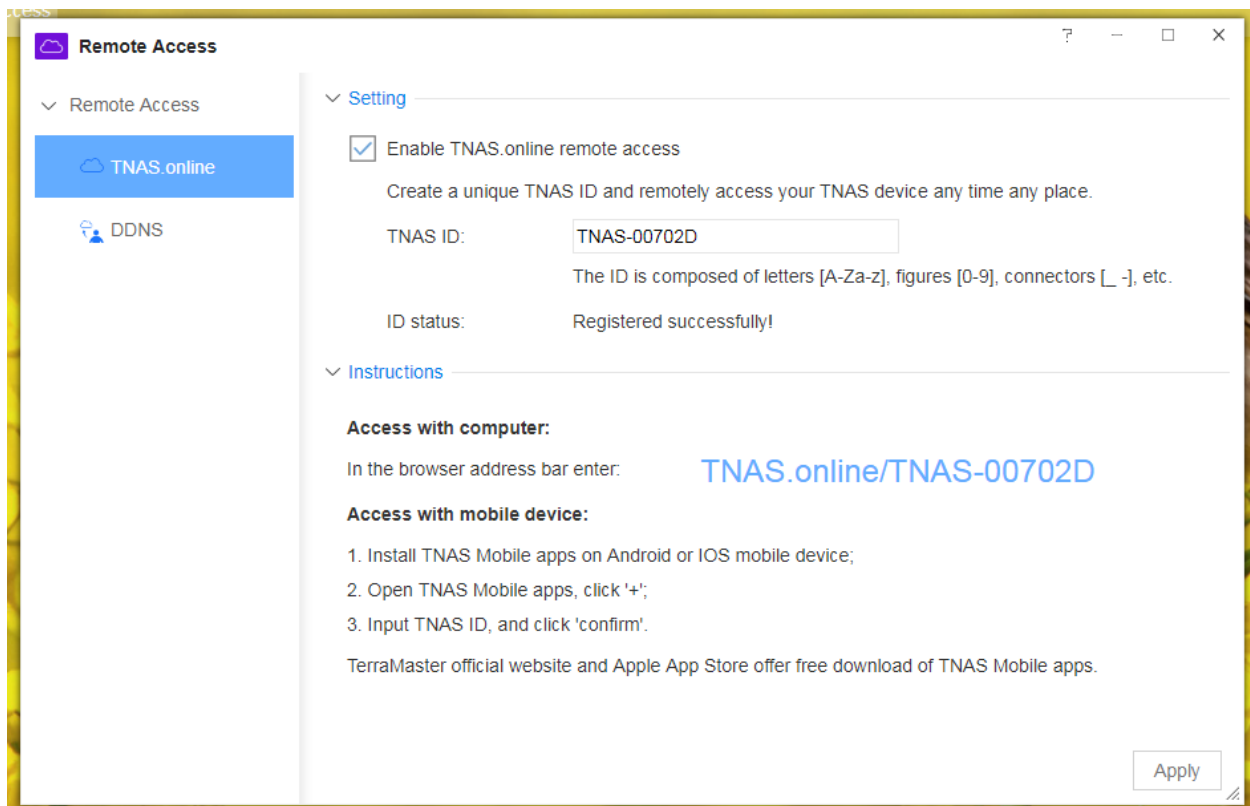 ccess
Remote Access
Remote Access
TNAS.online
DDNS
Setting
Enable TNAS.online remote access
Create a unique TNAS ID and remotely access your TNAS device any time any place.
TNAS ID: TNAS-00702D
The ID is composed of letters [A-Za-z], figures [0-9], connectors [_ -], etc.
ID status: Registered successfully!
Instructions
Access with computer:
In the browser address bar enter: TNAS.online/TNAS-00702D
Access with mobile device:
1. Install TNAS Mobile apps on Android or IOS mobile device;
2. Open TNAS Mobile apps, click '+';
3. Input TNAS ID, and click 'confirm'.
TerraMaster official website and Apple App Store offer free download of TNAS Mobile apps.
Apply